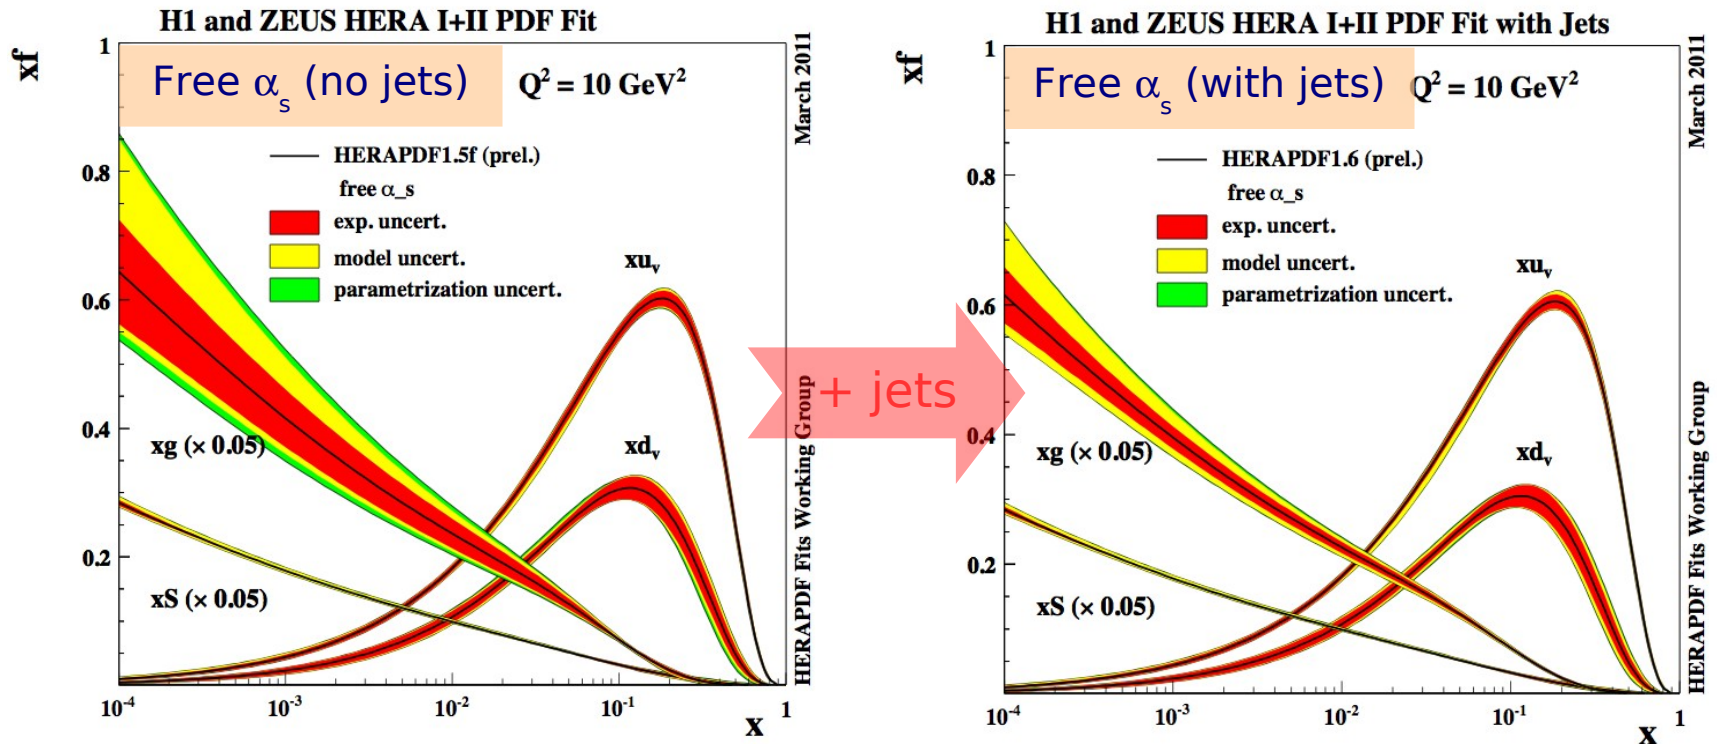 H1 and ZEUS HERA I+II PDF Fit
xf
1
Free αs (no jets)
Q² = 10 GeV²
March 2011
HERAPDF1.5f (prel.)
free α_s
exp. uncert.
model uncert.
parametrization uncert.
0.8
0.6
0.4
0.2
xuv
xdv
xg (× 0.05)
xS (× 0.05)
HERAPDF Fits Working Group
10-4
10-3
10-2
10-1
1
x
+ jets
H1 and ZEUS HERA I+II PDF Fit with Jets
xf
1
Free αs (with jets)
Q² = 10 GeV²
March 2011
HERAPDF1.6 (prel.)
free α_s
exp. uncert.
model uncert.
parametrization uncert.
0.8
0.6
0.4
0.2
xuv
xdv
xg (× 0.05)
xS (× 0.05)
HERAPDF Fits Working Group
10-4
10-3
10-2
10-1
1
x